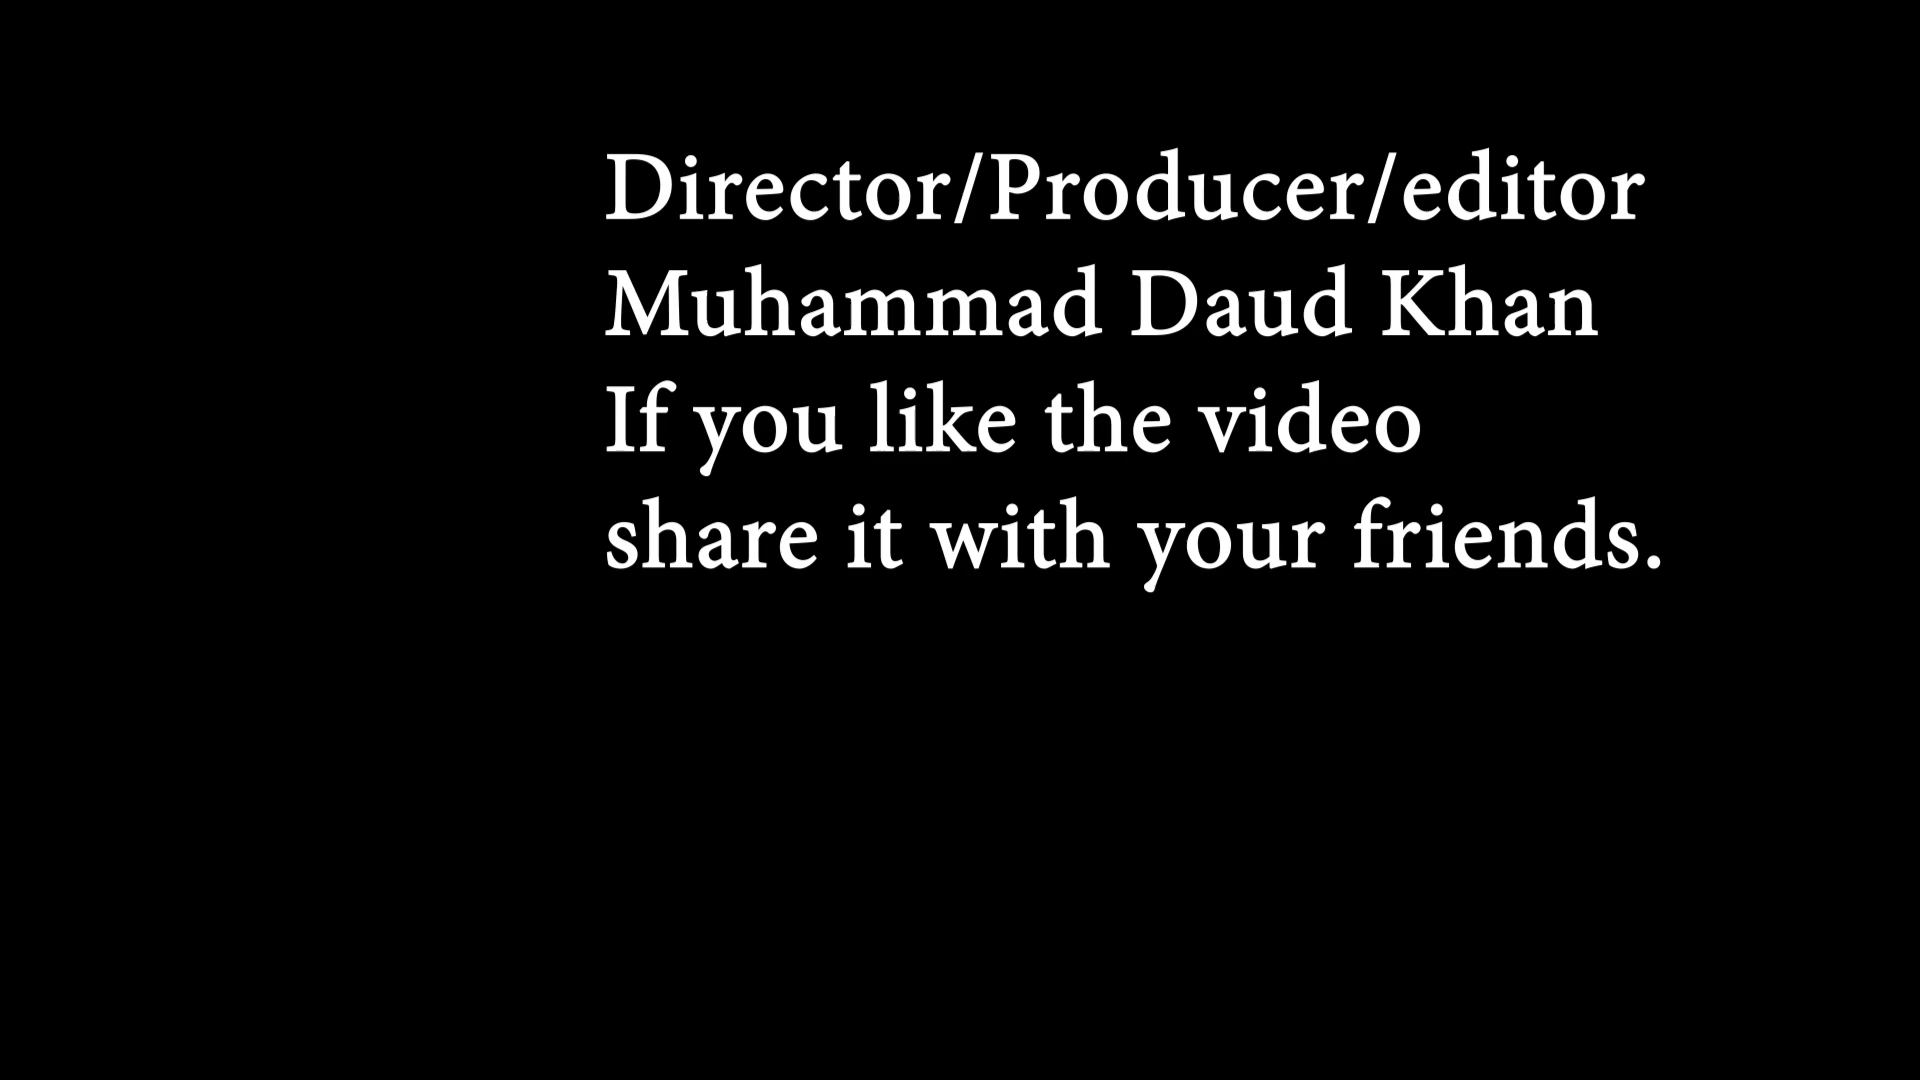 Director/Producer/editor
Muhammad Daud Khan
If you like the video
share it with your friends.